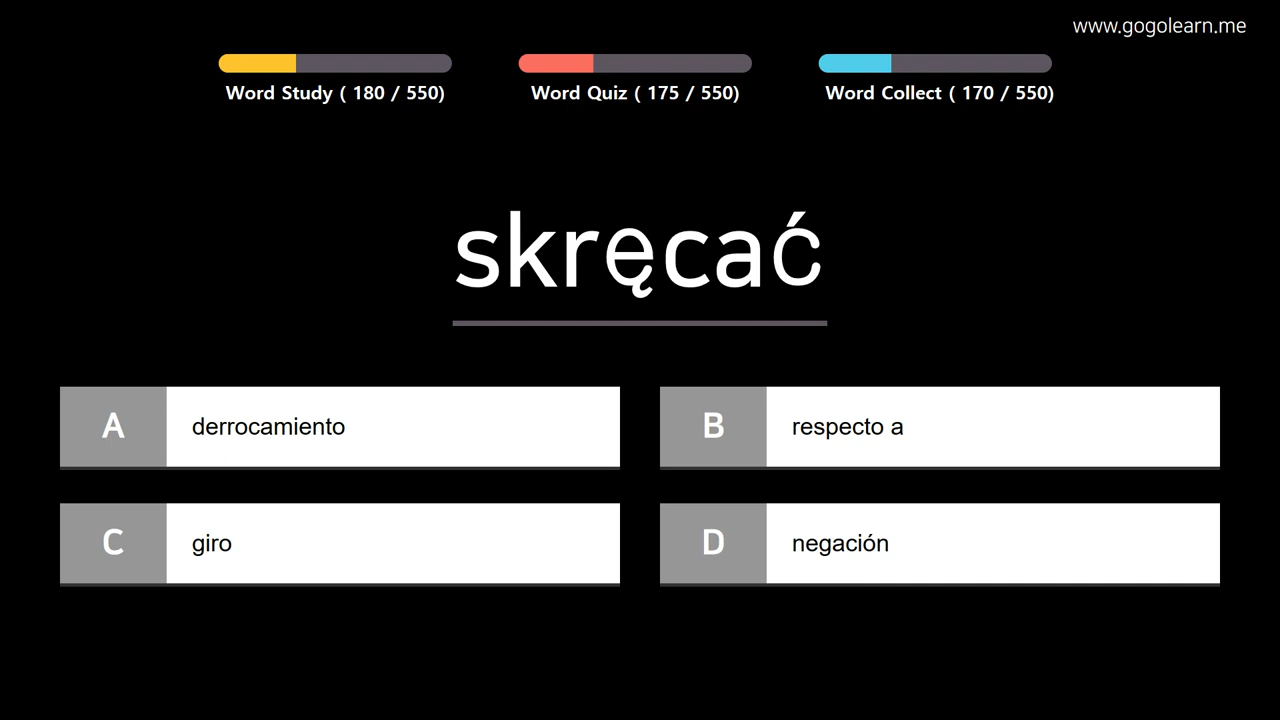 www.gogolearn.me
Word Study ( 180 / 550)
Word Quiz ( 175 / 550)
Word Collect ( 170 / 550)
skręcać
A derrocamiento
B respecto a
C giro
D negación